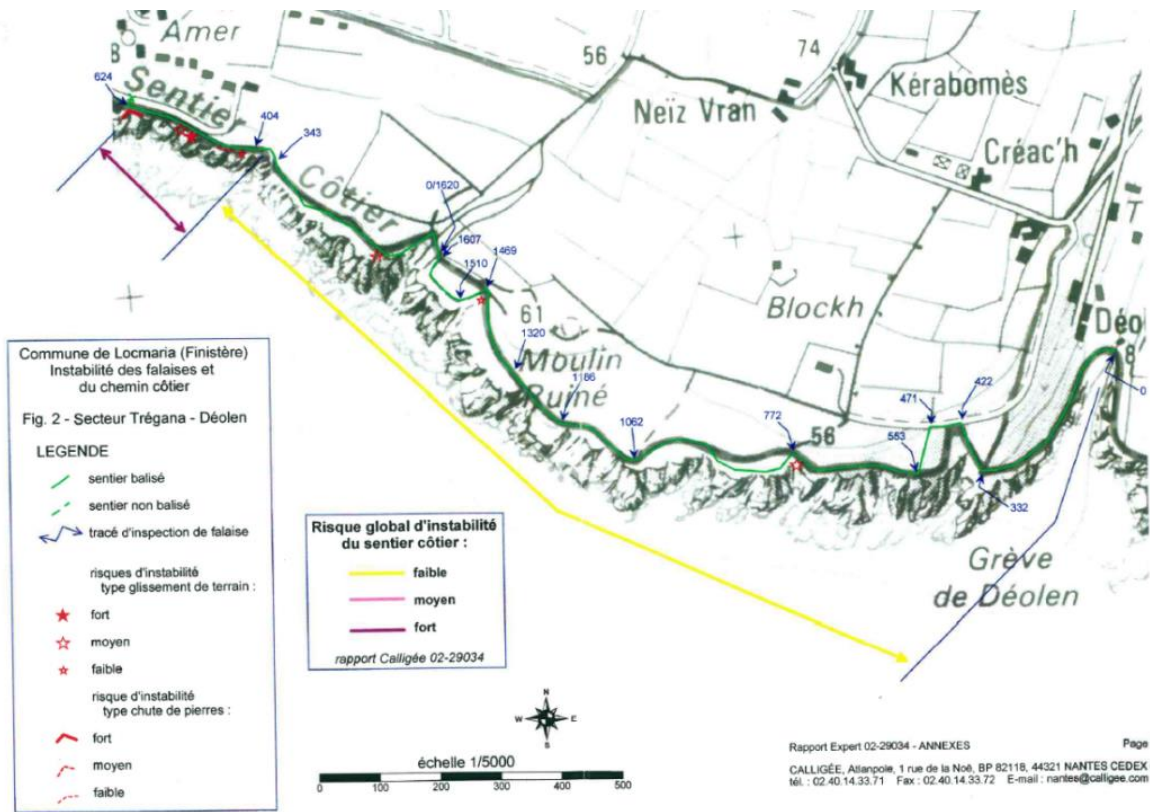 Amer
56
74
8
Sentier
624
Neïz Vran
Kérabomès
404
343
Créac'h
Côtier
0/1620
1607
1469
1510
T
61
Blockh
Déol
8
1320
Moulin
Ruiné
0
1186
471
422
1062
772
56
553
332
Grève
de Déolen
Commune de Locmaria (Finistère)
Instabilité des falaises et
du chemin côtier
Fig. 2 - Secteur Trégana - Déolen
LEGENDE
sentier balisé
sentier non balisé
tracé d'inspection de falaise
risques d'instabilité
type glissement de terrain :
fort
moyen
faible
risque d'instabilité
type chute de pierres :
fort
moyen
faible
Risque global d'instabilité
du sentier côtier :
faible
moyen
fort
rapport Calligée 02-29034
N
W E
S
échelle 1/5000
0 100 200 300 400 500
Rapport Expert 02-29034 - ANNEXES Page
CALLIGÉE, Atlanpole, 1 rue de la Noë, BP 82118, 44321 NANTES CEDEX
tél. : 02.40.14.33.71 Fax : 02.40.14.33.72 E-mail : nantes@calligee.com